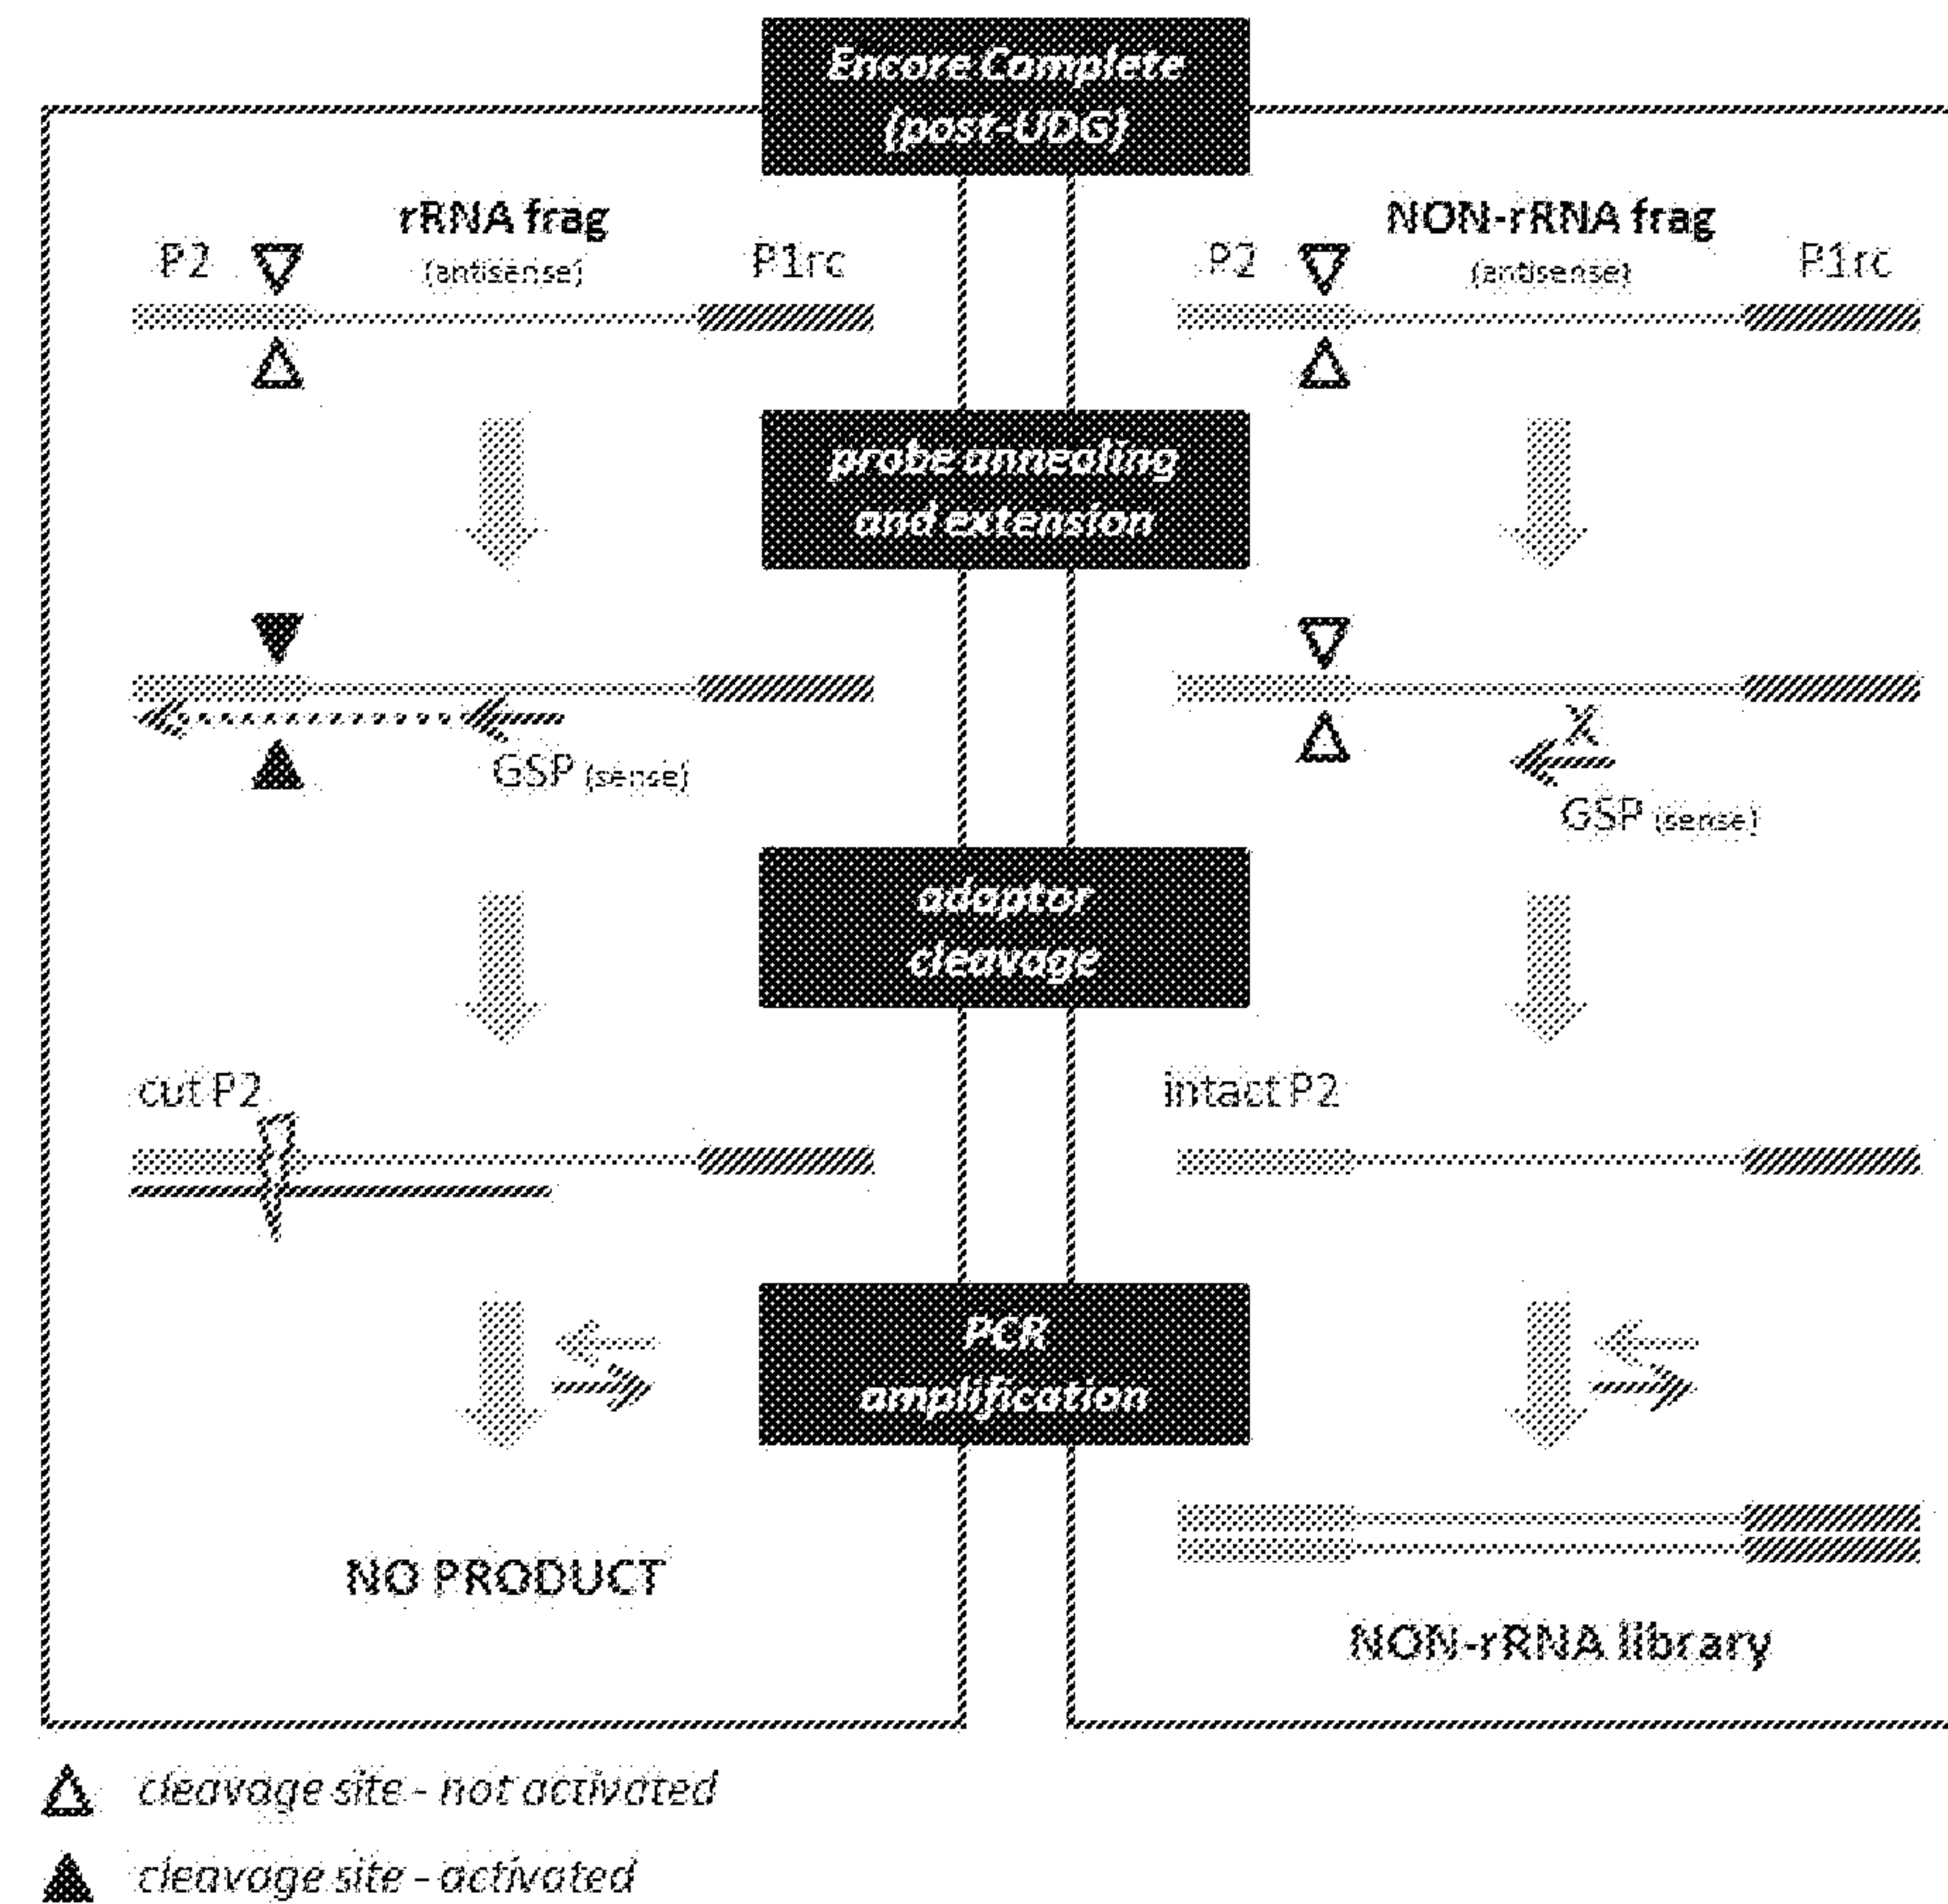 Encore Complete
(post-UDG)
rRNA frag
(antisense)
P2
P1rc
NON-rRNA frag
(antisense)
P2
P1rc
probe annealing
and extension
GSP (sense)
X
GSP (sense)
adaptor
cleavage
cut P2
intact P2
PCR
amplification
NO PRODUCT
NON-rRNA library
cleavage site - not activated
cleavage site - activated